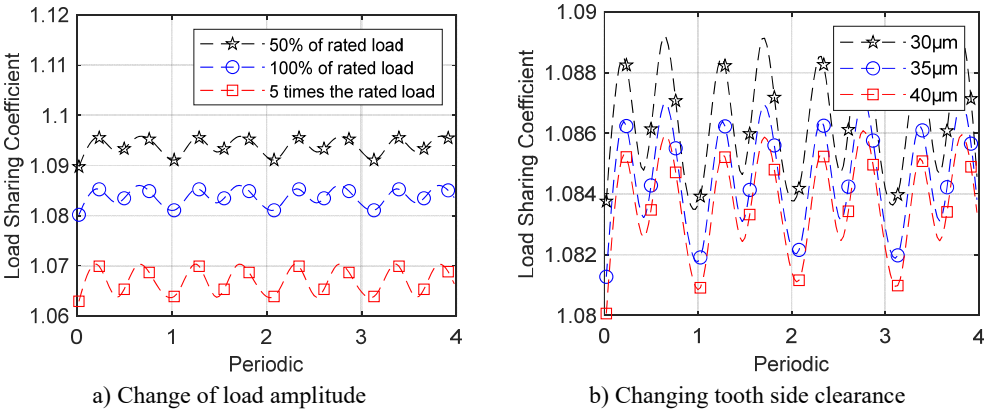 a)
1.12
1.11
1.1
1.09
1.08
1.07
1.06
Load Sharing Coefficient
50% of rated load
100% of rated load
5 times the rated load
0
1
2
3
4
Periodic
a) Change of load amplitude
b)
1.09
1.088
1.086
1.084
1.082
1.08
Load Sharing Coefficient
30μm
35μm
40μm
0
1
2
3
4
Periodic
b) Changing tooth side clearance